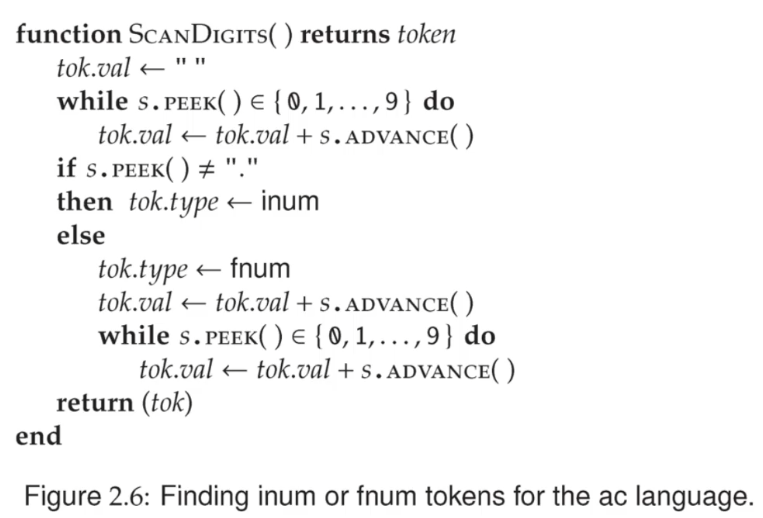 function SCANDIGITS( ) returns token
tok.val ← " "
while s.PEEK( ) ∈ {0, 1, . . . , 9} do
tok.val ← tok.val + s.ADVANCE( )
if s.PEEK( ) ≠ "."
then tok.type ← inum
else
tok.type ← fnum
tok.val ← tok.val + s.ADVANCE( )
while s.PEEK( ) ∈ {0, 1, . . . , 9} do
tok.val ← tok.val + s.ADVANCE( )
return (tok)
end
Figure 2.6: Finding inum or fnum tokens for the ac language.